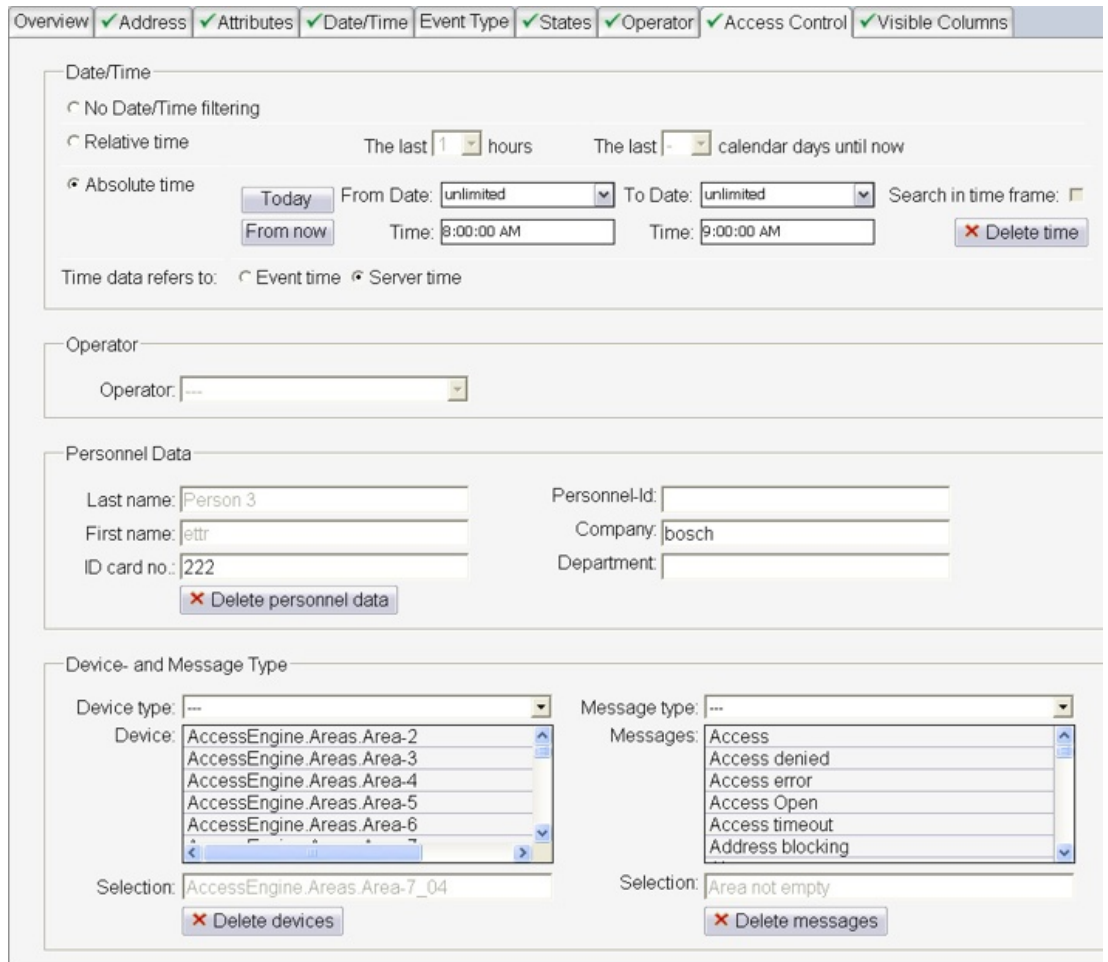 Overview Address Attributes Date/Time Event Type States Operator Access Control Visible Columns
Date/Time
No Date/Time filtering
Relative time The last 1 hours The last - calendar days until now
Absolute time Today From Date: unlimited To Date: unlimited Search in time frame:
From now Time: 8:00:00 AM Time: 9:00:00 AM Delete time
Time data refers to: Event time Server time
Operator
Operator: ---
Personnel Data
Last name: Person 3 Personnel-Id:
First name: ettr Company: bosch
ID card no.: 222 Department:
Delete personnel data
Device- and Message Type
Device type: --- Message type: ---
Device: AccessEngine.Areas.Area-2 Messages: Access
AccessEngine.Areas.Area-3 Access denied
AccessEngine.Areas.Area-4 Access error
AccessEngine.Areas.Area-5 Access Open
AccessEngine.Areas.Area-6 Access timeout
Address blocking
Selection: AccessEngine.Areas.Area-7_04 Selection: Area not empty
Delete devices Delete messages